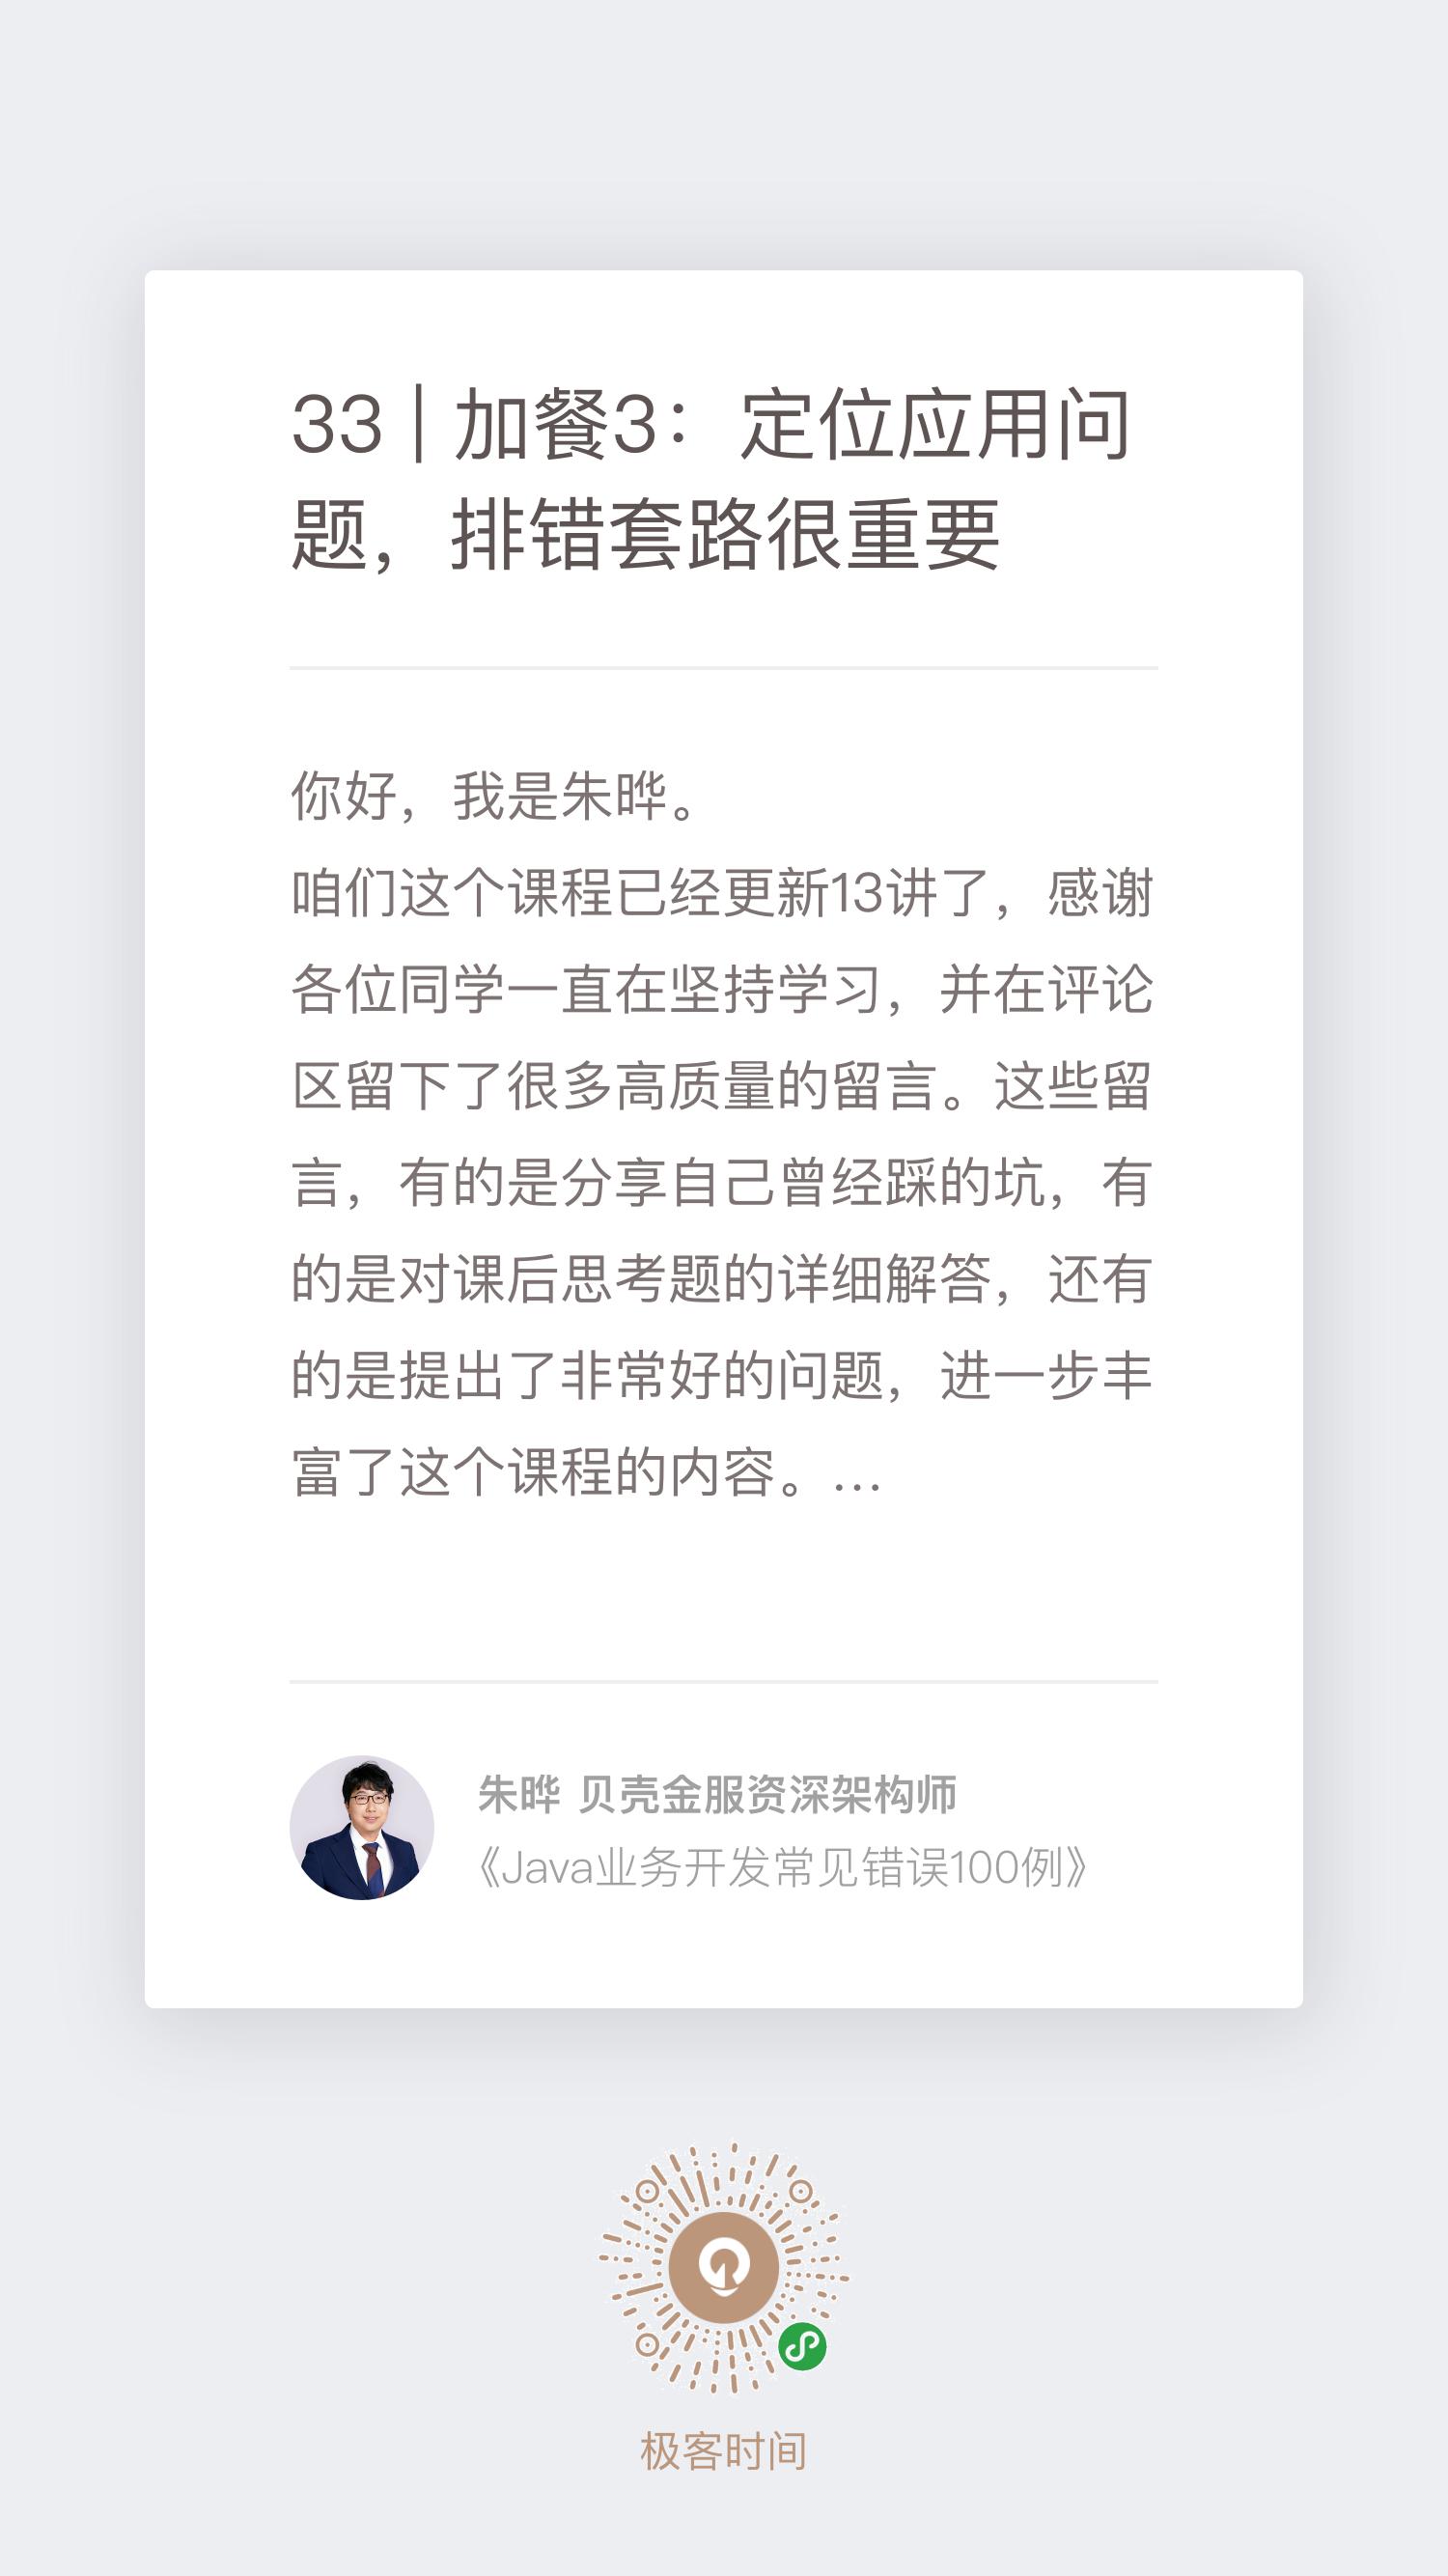 33 | 加餐3：定位应用问
题，排错套路很重要
你好，我是朱晔。
咱们这个课程已经更新13讲了，感谢
各位同学一直在坚持学习，并在评论
区留下了很多高质量的留言。这些留
言，有的是分享自己曾经踩的坑，有
的是对课后思考题的详细解答，还有
的是提出了非常好的问题，进一步丰
富了这个课程的内容。…
朱晔 贝壳金服资深架构师
《Java业务开发常见错误100例》
极客时间